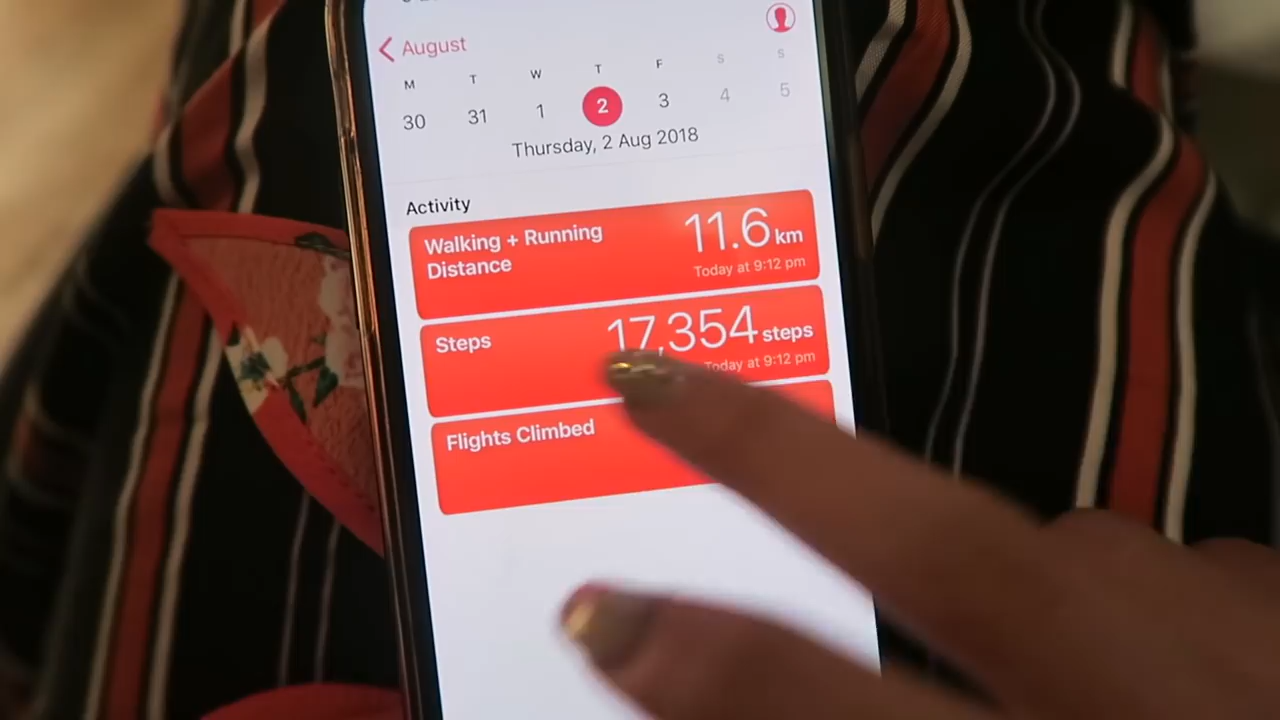 August
M T W T F S S
30 31 1 2 3 4 5
Thursday, 2 Aug 2018
Activity
Walking + Running
Distance
11.6 km
Today at 9:12 pm
Steps
17,354 steps
Today at 9:12 pm
Flights Climbed